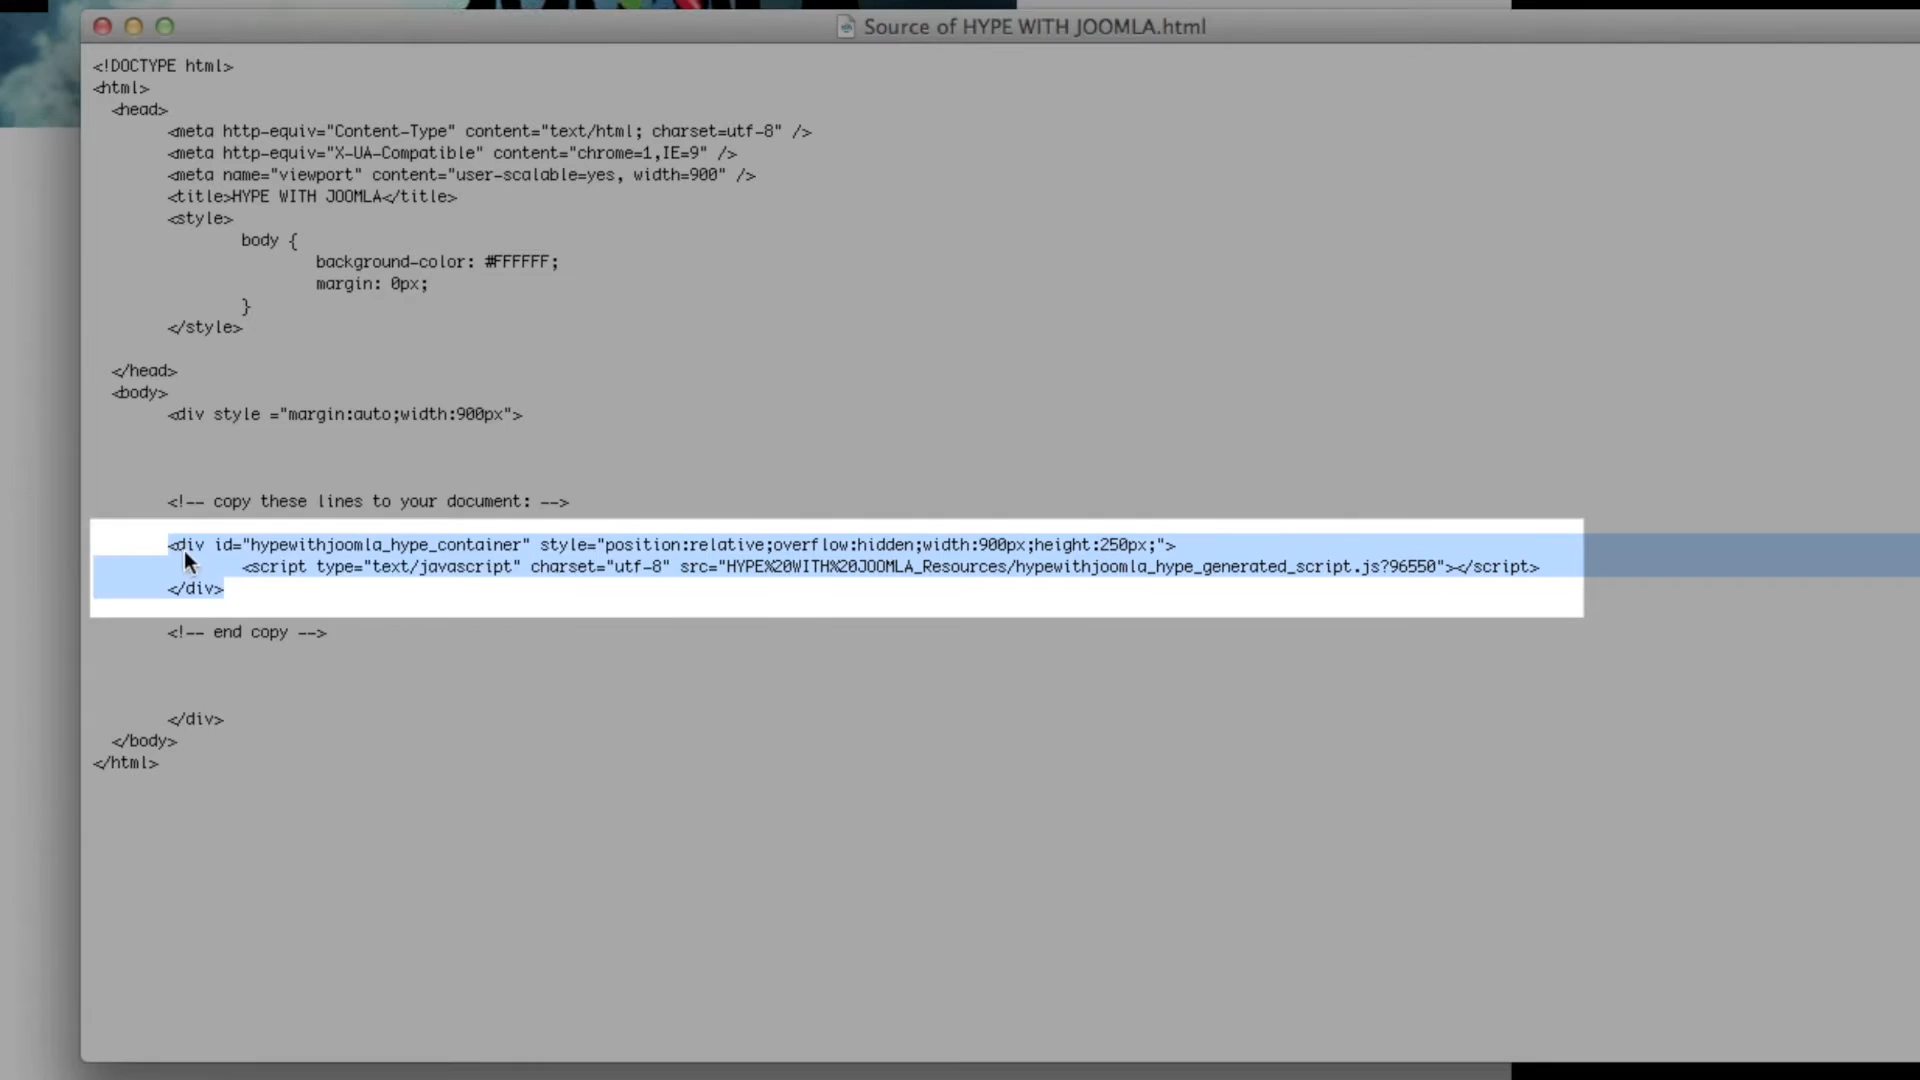 Source of HYPE WITH JOOMLA.html
<!DOCTYPE html>
<html>
<head>
<meta http-equiv="Content-Type" content="text/html; charset=utf-8" />
<meta http-equiv="X-UA-Compatible" content="chrome=1,IE=9" />
<meta name="viewport" content="user-scalable=yes, width=900" />
<title>HYPE WITH JOOMLA</title>
<style>
body {
background-color: #FFFFFF;
margin: 0px;
}
</style>
</head>
<body>
<div style ="margin:auto;width:900px">
<!-- copy these lines to your document: -->
<div id="hypewithjoomla_hype_container" style="position:relative;overflow:hidden;width:900px;height:250px;">
<script type="text/javascript" charset="utf-8" src="HYPE%20WITH%20JOOMLA_Resources/hypewithjoomla_hype_generated_script.js?96550"></script>
</div>
<!-- end copy -->
</div>
</body>
</html>